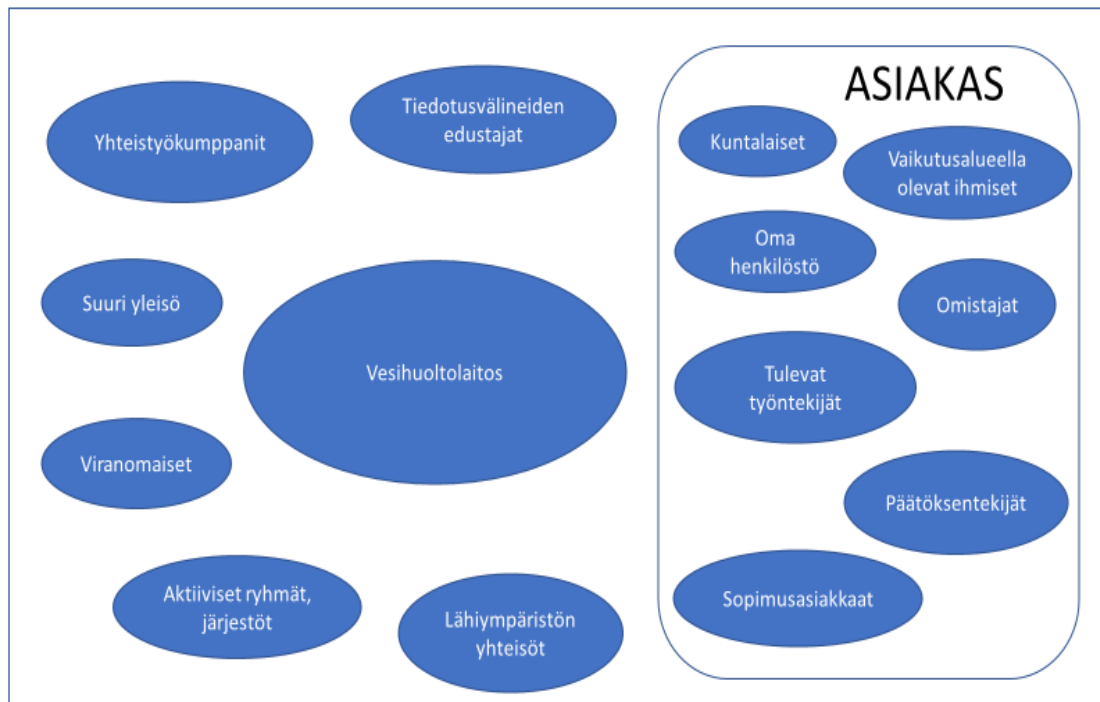 Yhteistyökumppanit
Tiedotusvälineiden
edustajat
Suuri yleisö
Vesihuoltolaitos
Viranomaiset
Aktiiviset ryhmät,
järjestöt
Lähiympäristön
yhteisöt
ASIAKAS
Kuntalaiset
Vaikutusalueella
olevat ihmiset
Oma
henkilöstö
Omistajat
Tulevat
työntekijät
Päätöksentekijät
Sopimusasiakkaat